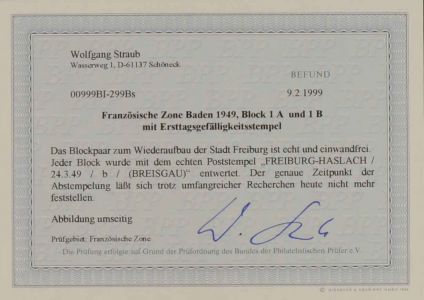 Wolfgang Straub
Wasserweg 1, D-61137 Schöneck
BEFUND
00999BI-299Bs
9.2 1999
Französische Zone Baden 1949, Block 1 A und 1 B
mit Ersttagsgefälligkeitsstempel
Das Blockpaar zum Wiederaufbau der Stadt Freiburg ist echt und einwandfrei.
Jeder Block wurde mit dem echten Poststempel „FREIBURG-HASLACH /
24.3.49 / b / (BREISGAU)" entwertet. Der genaue Zeitpunkt der
Abstempelung läßt sich trotz umfangreicher Recherchen heute nicht mehr
feststellen.
Abbildung umseitig
Prüfgebiet: Französische Zone
Die Prüfung erfolgte auf Grund der Prüfordnung des Bundes der Philatelistischen Prüfer e.V.